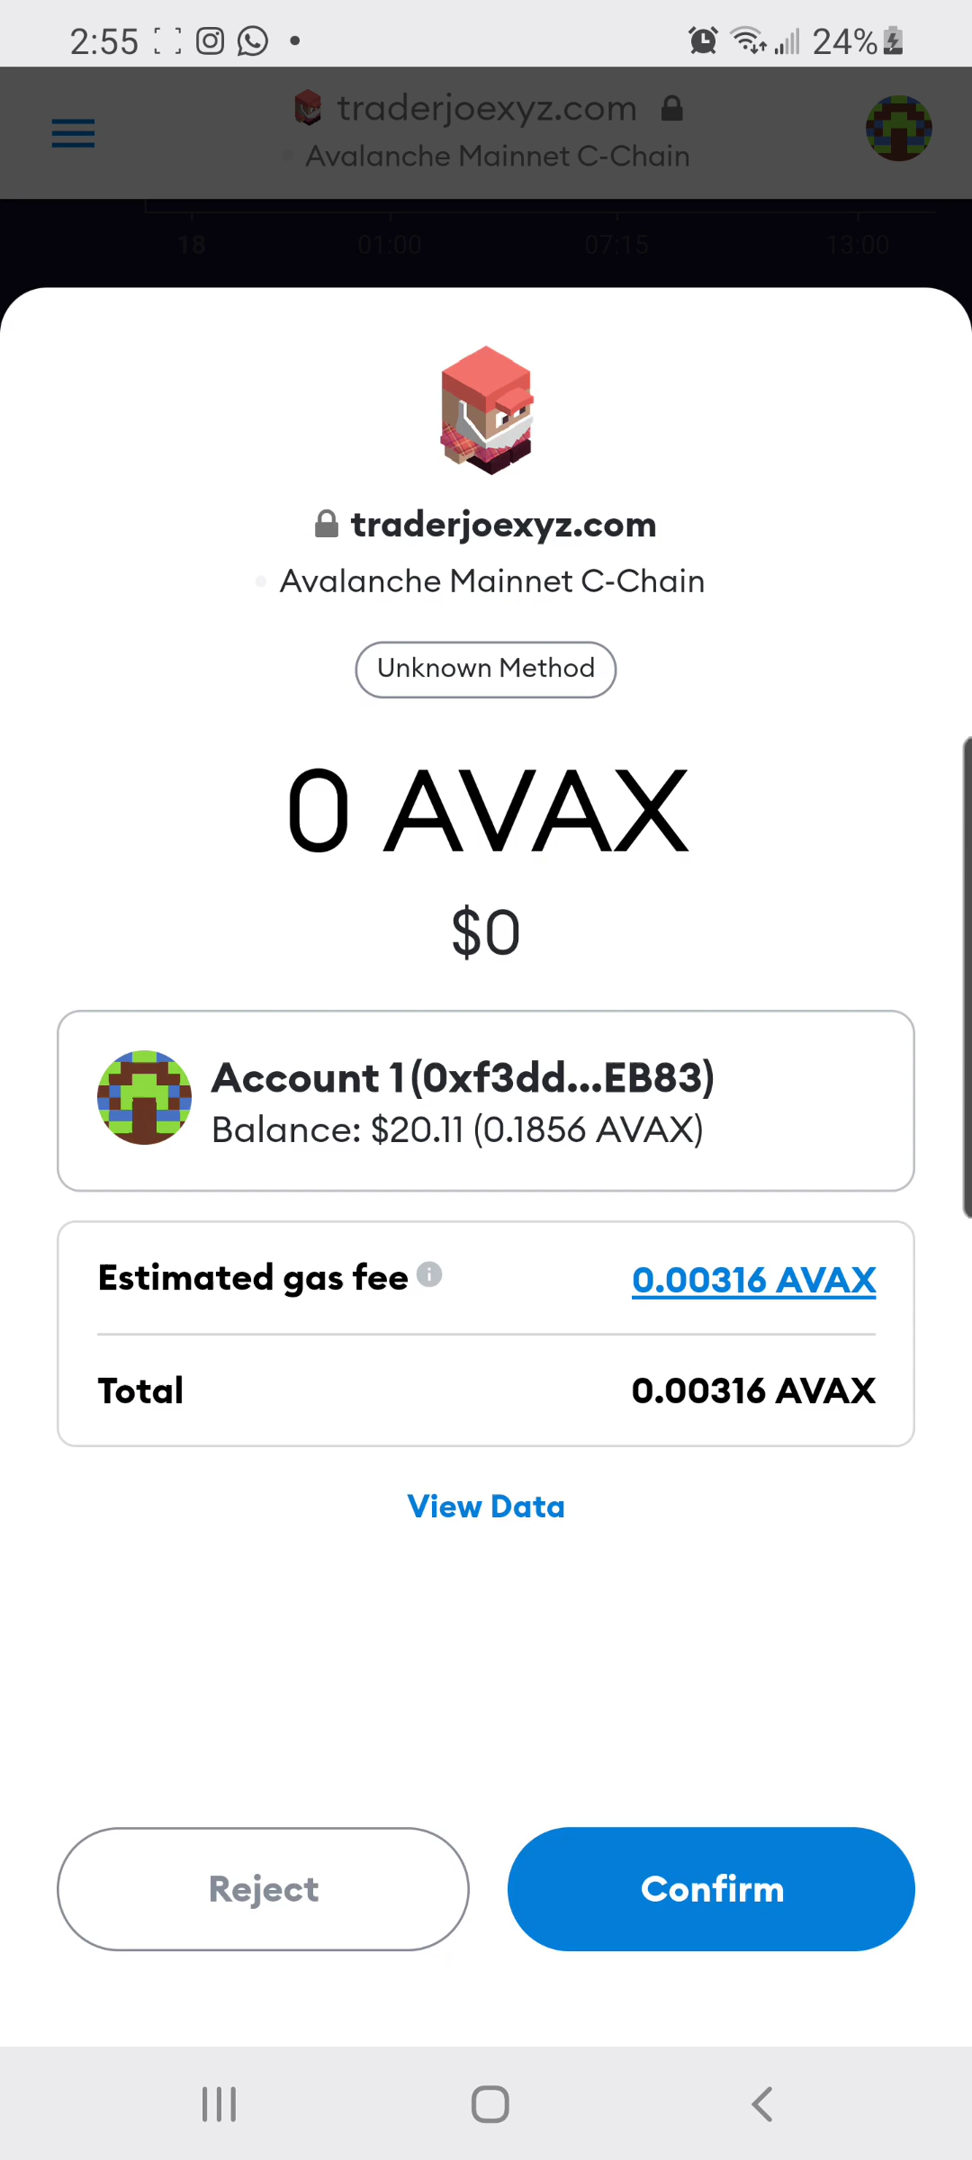 2:55 24%
traderjoexyz.com
Avalanche Mainnet C-Chain
18 01:00 07:15 13:00
traderjoexyz.com
Avalanche Mainnet C-Chain
Unknown Method
0 AVAX
$0
Account 1 (0xf3dd...EB83)
Balance: $20.11 (0.1856 AVAX)
Estimated gas fee 0.00316 AVAX
Total 0.00316 AVAX
View Data
Reject Confirm